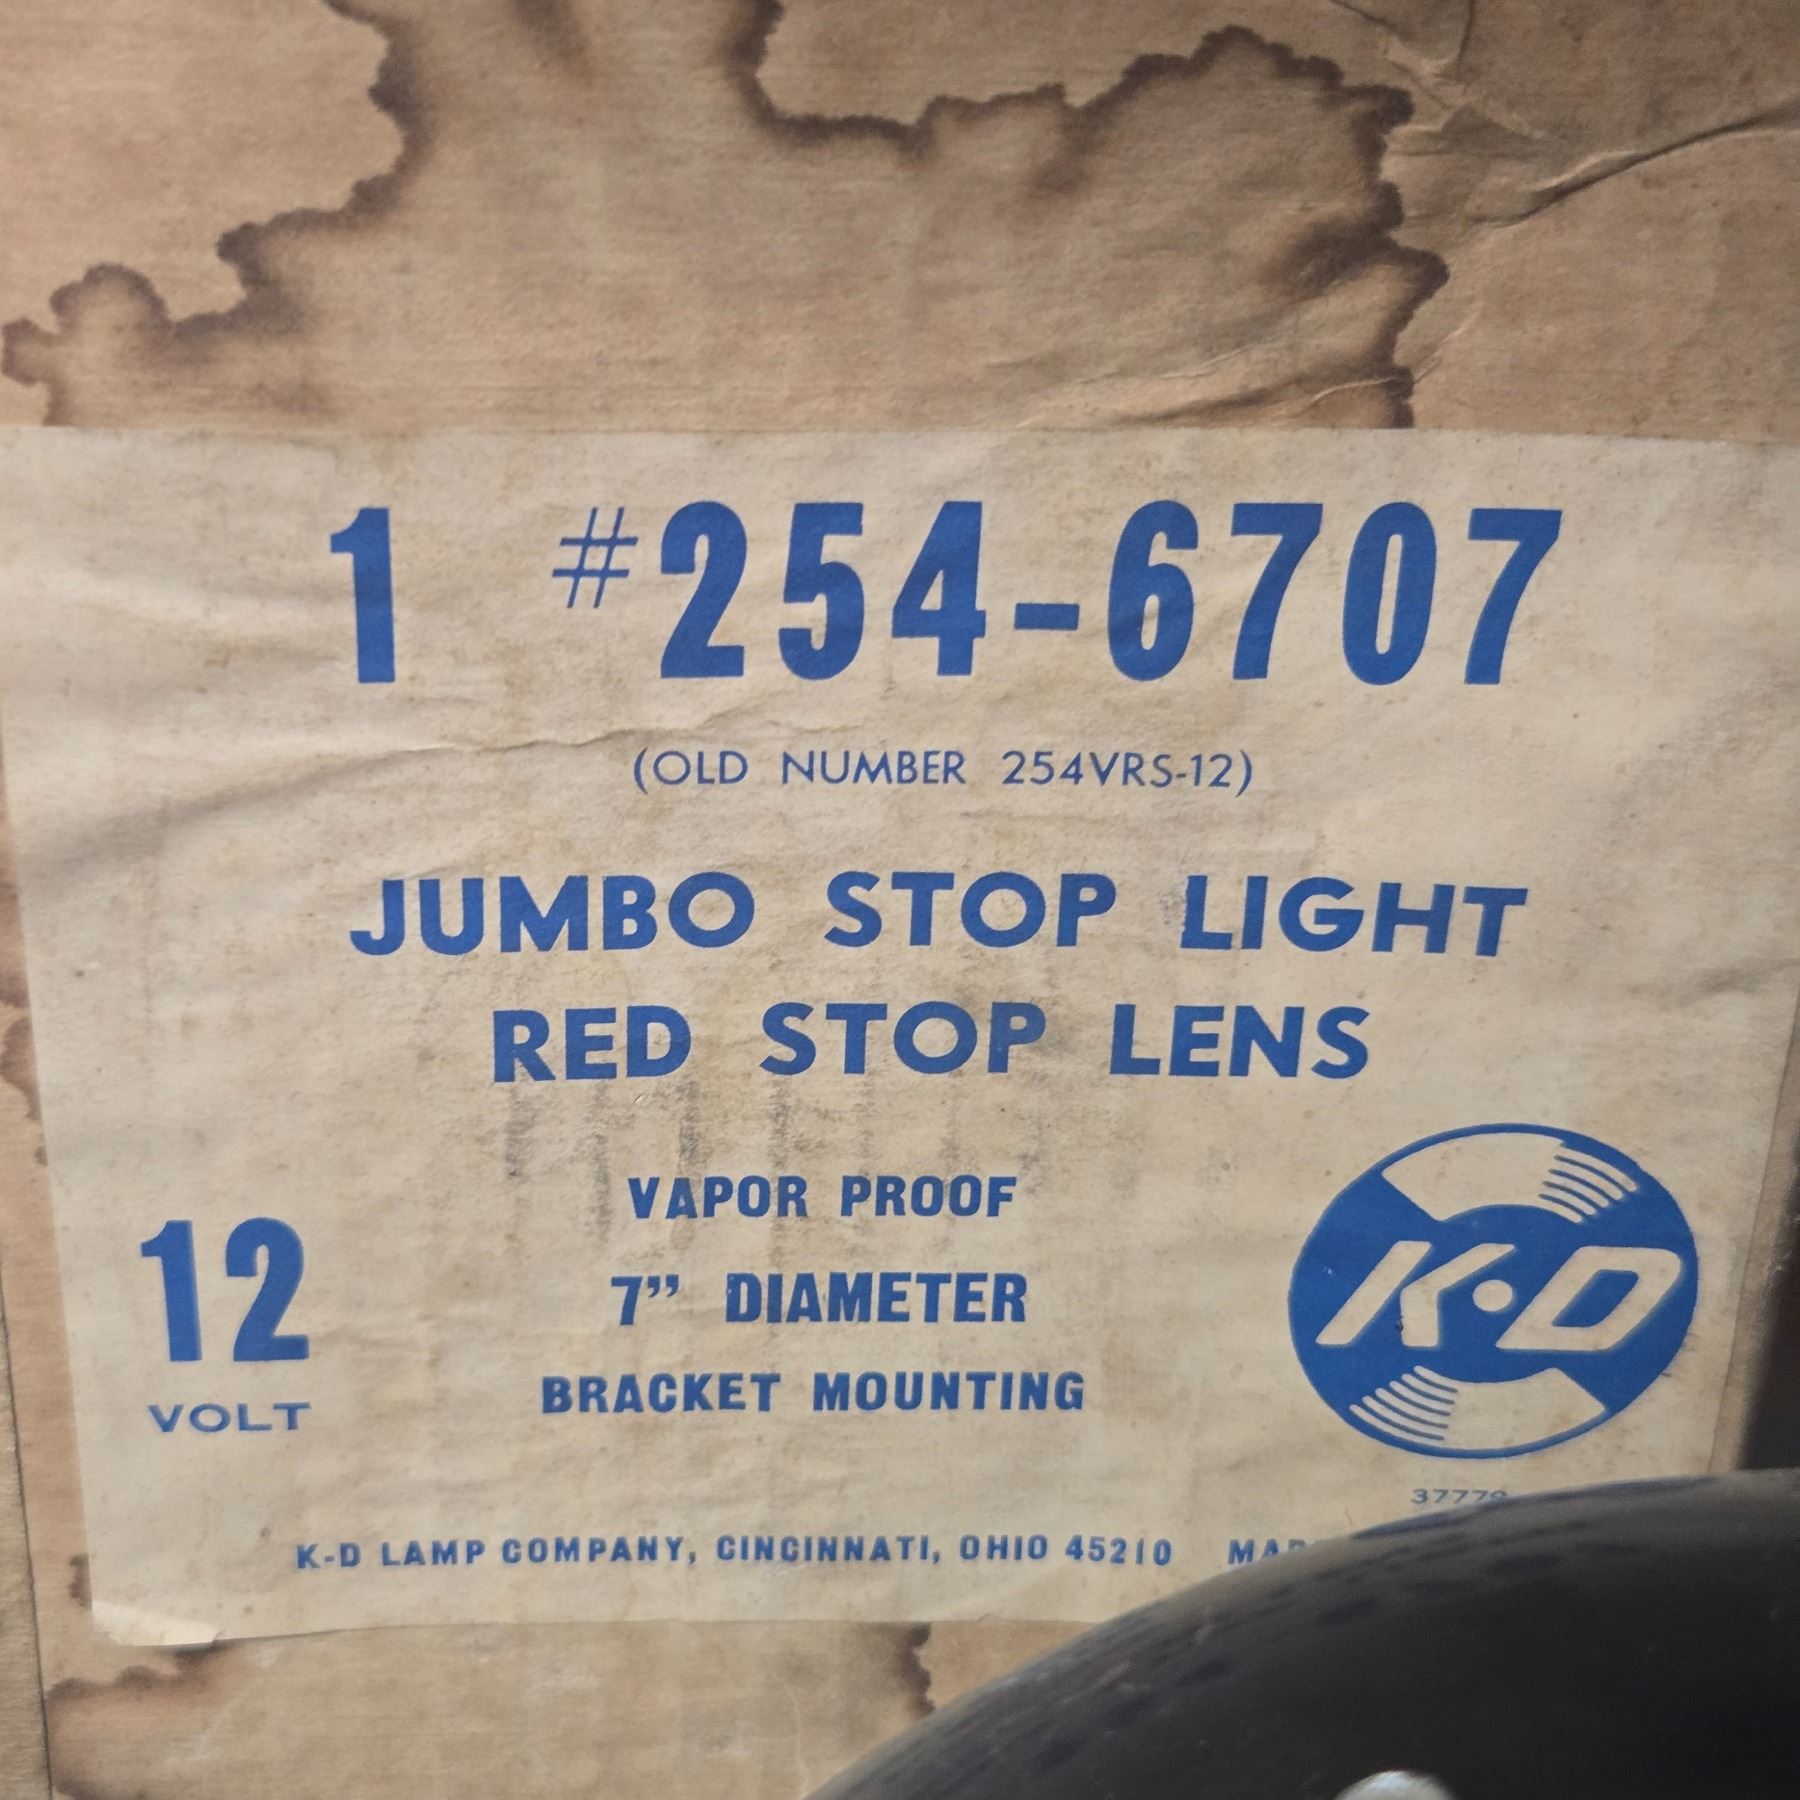 1 #254-6707
(OLD NUMBER 254VRS-12)
JUMBO STOP LIGHT
RED STOP LENS
VAPOR PROOF
12
VOLT
7” DIAMETER
BRACKET MOUNTING
K·D
K-D LAMP COMPANY, CINCINNATI, OHIO 45210